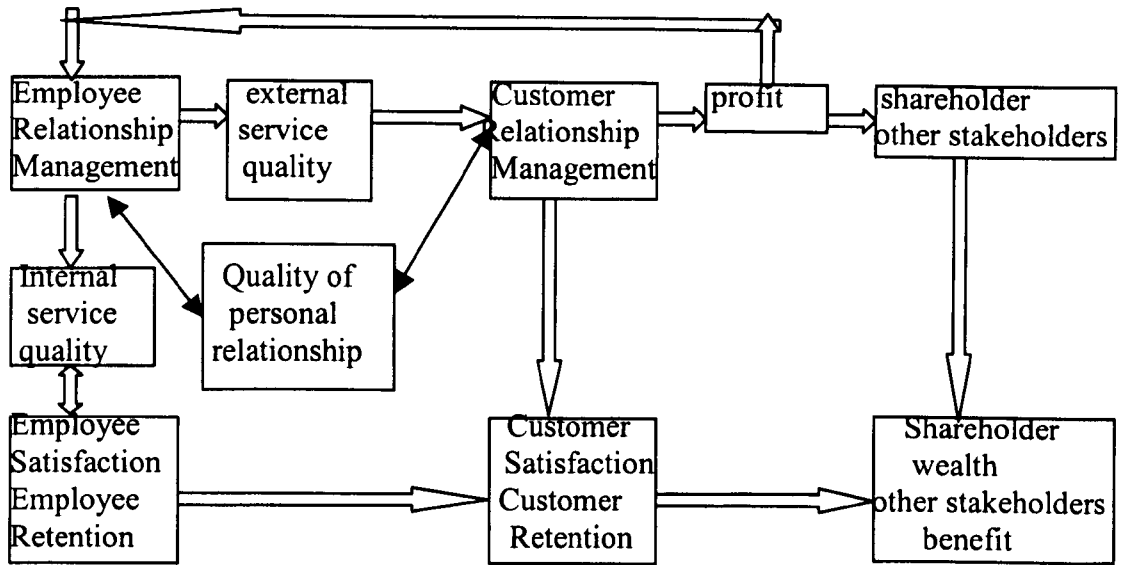 Employee
Relationship
Management
external
service
quality
Customer
Relationship
Management
profit
shareholder
other stakeholders
Internal
service
quality
Quality of
personal
relationship
Employee
Satisfaction
Employee
Retention
Customer
Satisfaction
Customer
Retention
Shareholder
wealth
other stakeholders
benefit